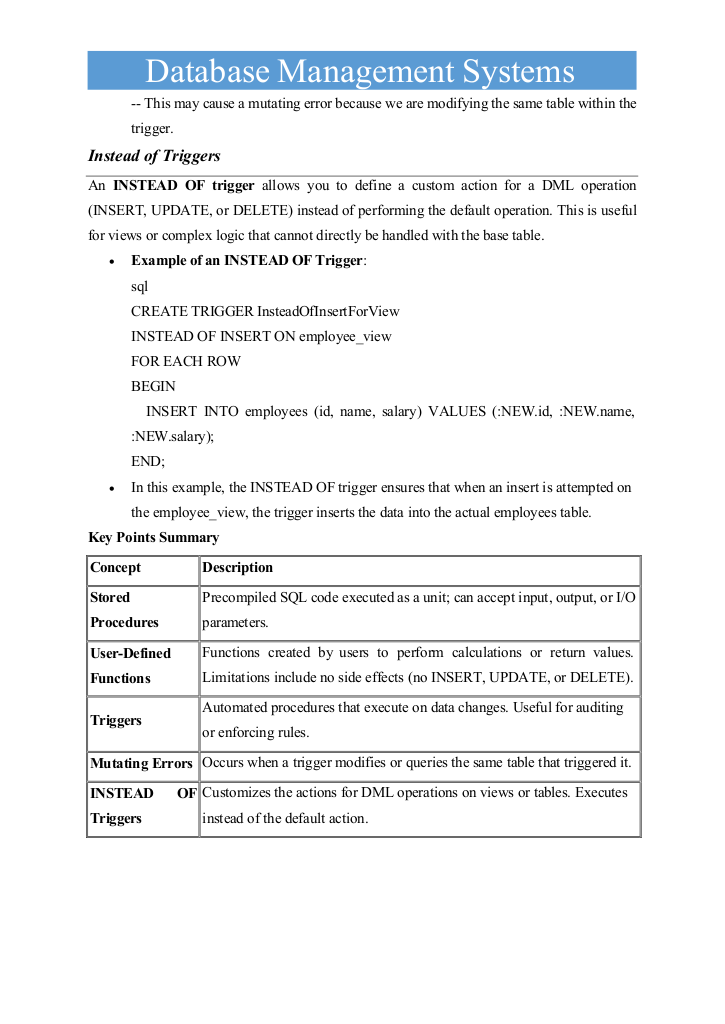 Database Management Systems
-- This may cause a mutating error because we are modifying the same table within the
trigger.
Instead of Triggers
An INSTEAD OF trigger allows you to define a custom action for a DML operation
(INSERT, UPDATE, or DELETE) instead of performing the default operation. This is useful
for views or complex logic that cannot directly be handled with the base table.
• Example of an INSTEAD OF Trigger:
sql
CREATE TRIGGER InsteadOfInsertForView
INSTEAD OF INSERT ON employee_view
FOR EACH ROW
BEGIN
INSERT INTO employees (id, name, salary) VALUES (:NEW.id, :NEW.name,
:NEW.salary);
END;
• In this example, the INSTEAD OF trigger ensures that when an insert is attempted on
the employee_view, the trigger inserts the data into the actual employees table.
Key Points Summary
Concept Description
Stored Procedures
Precompiled SQL code executed as a unit; can accept input, output, or I/O
parameters.
User-Defined
Functions
Functions created by users to perform calculations or return values.
Limitations include no side effects (no INSERT, UPDATE, or DELETE).
Triggers
Automated procedures that execute on data changes. Useful for auditing
or enforcing rules.
Mutating Errors Occurs when a trigger modifies or queries the same table that triggered it.
INSTEAD OF
Triggers
Customizes the actions for DML operations on views or tables. Executes
instead of the default action.